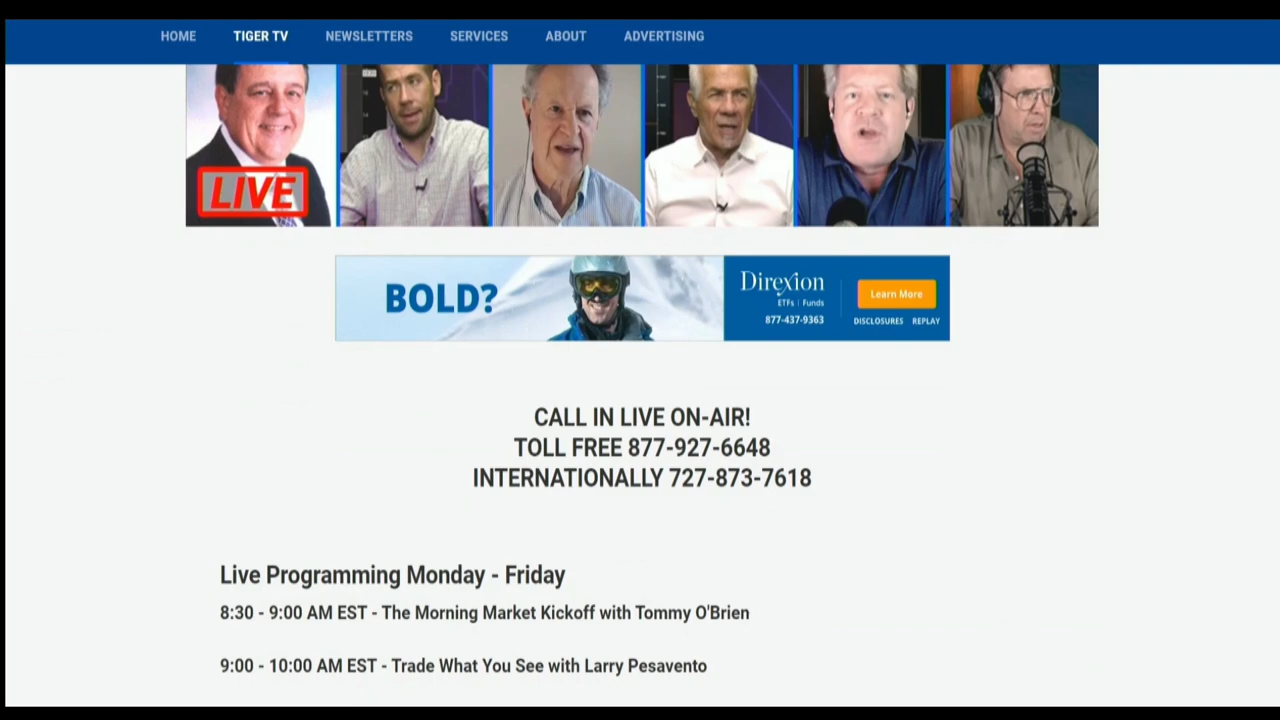 HOME TIGER TV NEWSLETTERS SERVICES ABOUT ADVERTISING
LIVE
BOLD?
Direxion
ETFs | Funds
877-437-9363
Learn More
DISCLOSURES REPLAY
CALL IN LIVE ON-AIR!
TOLL FREE 877-927-6648
INTERNATIONALLY 727-873-7618
Live Programming Monday - Friday
8:30 - 9:00 AM EST - The Morning Market Kickoff with Tommy O'Brien
9:00 - 10:00 AM EST - Trade What You See with Larry Pesavento